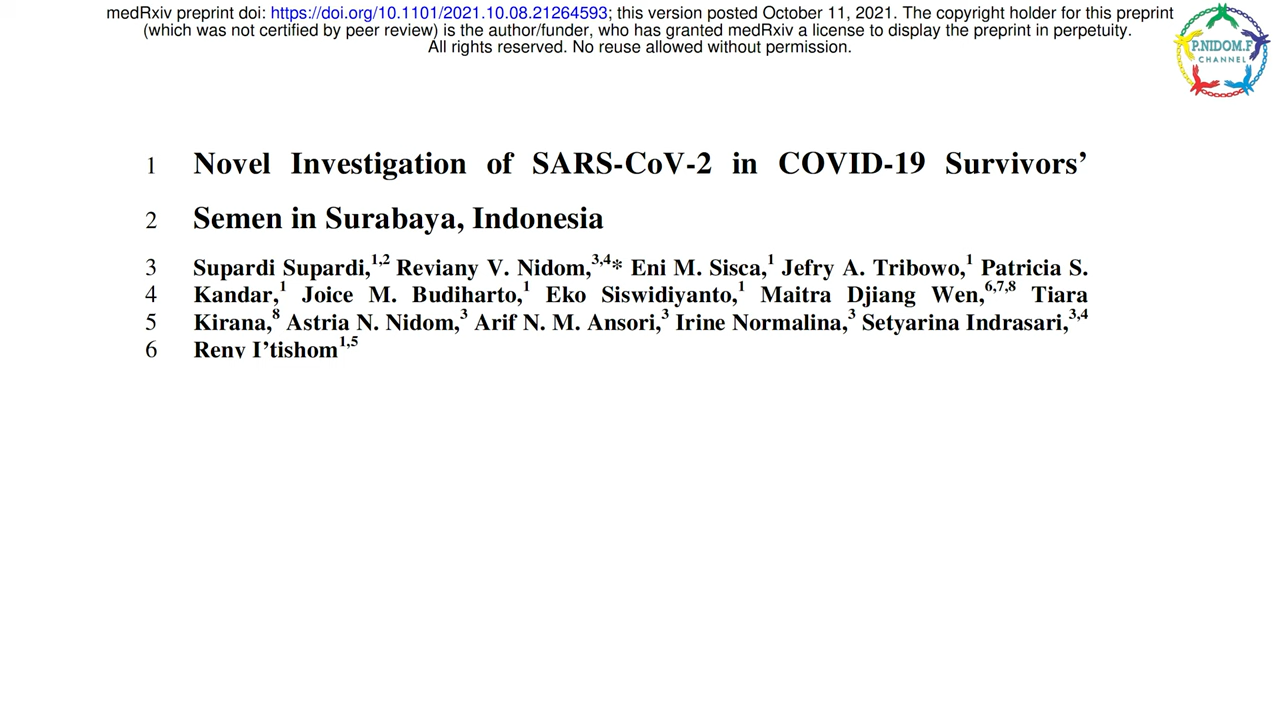 medRxiv preprint doi: https://doi.org/10.1101/2021.10.08.21264593; this version posted October 11, 2021. The copyright holder for this preprint
(which was not certified by peer review) is the author/funder, who has granted medRxiv a license to display the preprint in perpetuity.
All rights reserved. No reuse allowed without permission.
P.NIDOM.F
CHANNEL
1 Novel Investigation of SARS-CoV-2 in COVID-19 Survivors’
2 Semen in Surabaya, Indonesia
3 Supardi Supardi,1,2 Reviany V. Nidom,3,4* Eni M. Sisca,1 Jefry A. Tribowo,1 Patricia S.
4 Kandar,1 Joice M. Budiharto,1 Eko Siswidiyanto,1 Maitra Djiang Wen,6,7,8 Tiara
5 Kirana,8 Astria N. Nidom,3 Arif N. M. Ansori,3 Irine Normalina,3 Setyarina Indrasari,3,4
6 Reny I’tishom1,5